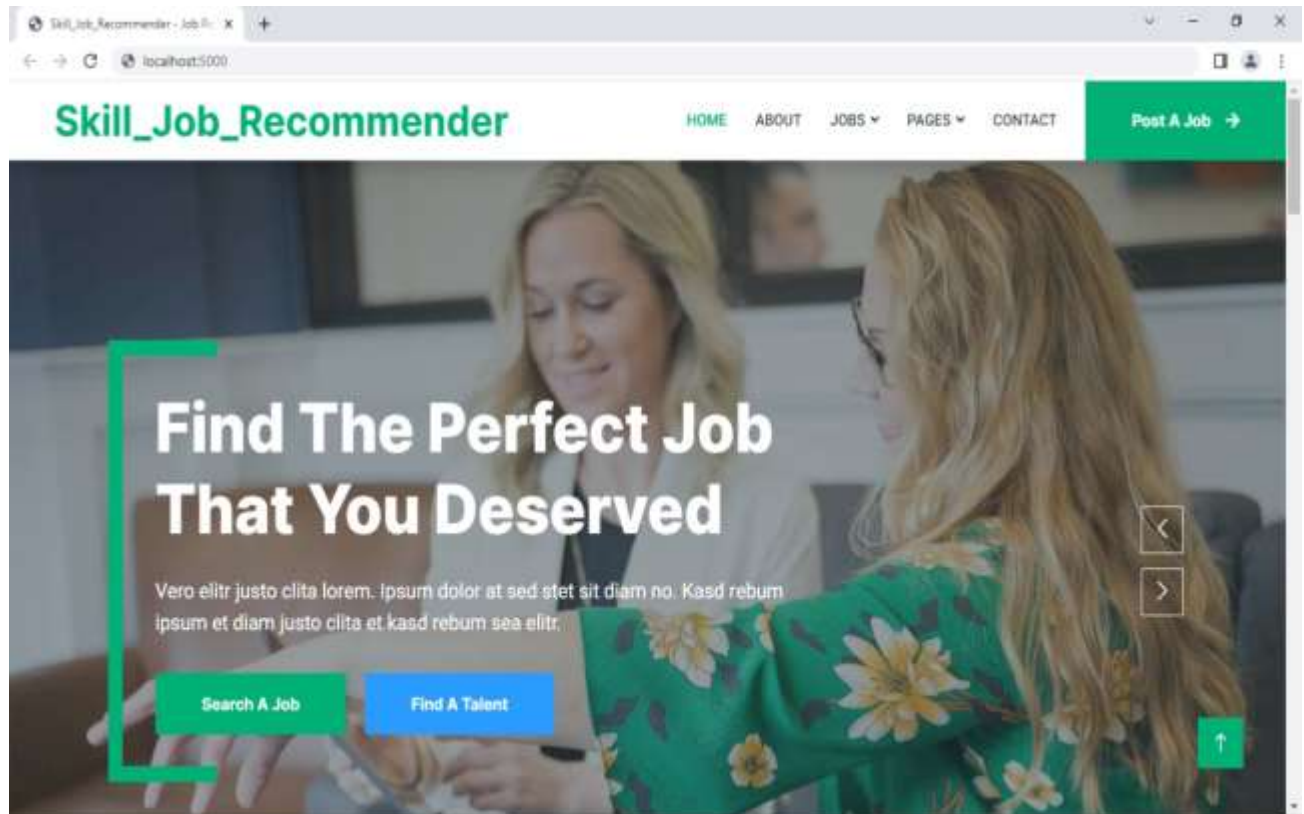 Skill_Job_Recommender - Job
localhost:5000
Skill_Job_Recommender
HOME ABOUT JOBS PAGES CONTACT Post A Job →
Find The Perfect Job
That You Deserved
Vero elitr justo clita lorem. Ipsum dolor at sed stet sit diam no. Kasd rebum
ipsum et diam justo clita et kasd rebum sea elitr.
Search A Job Find A Talent